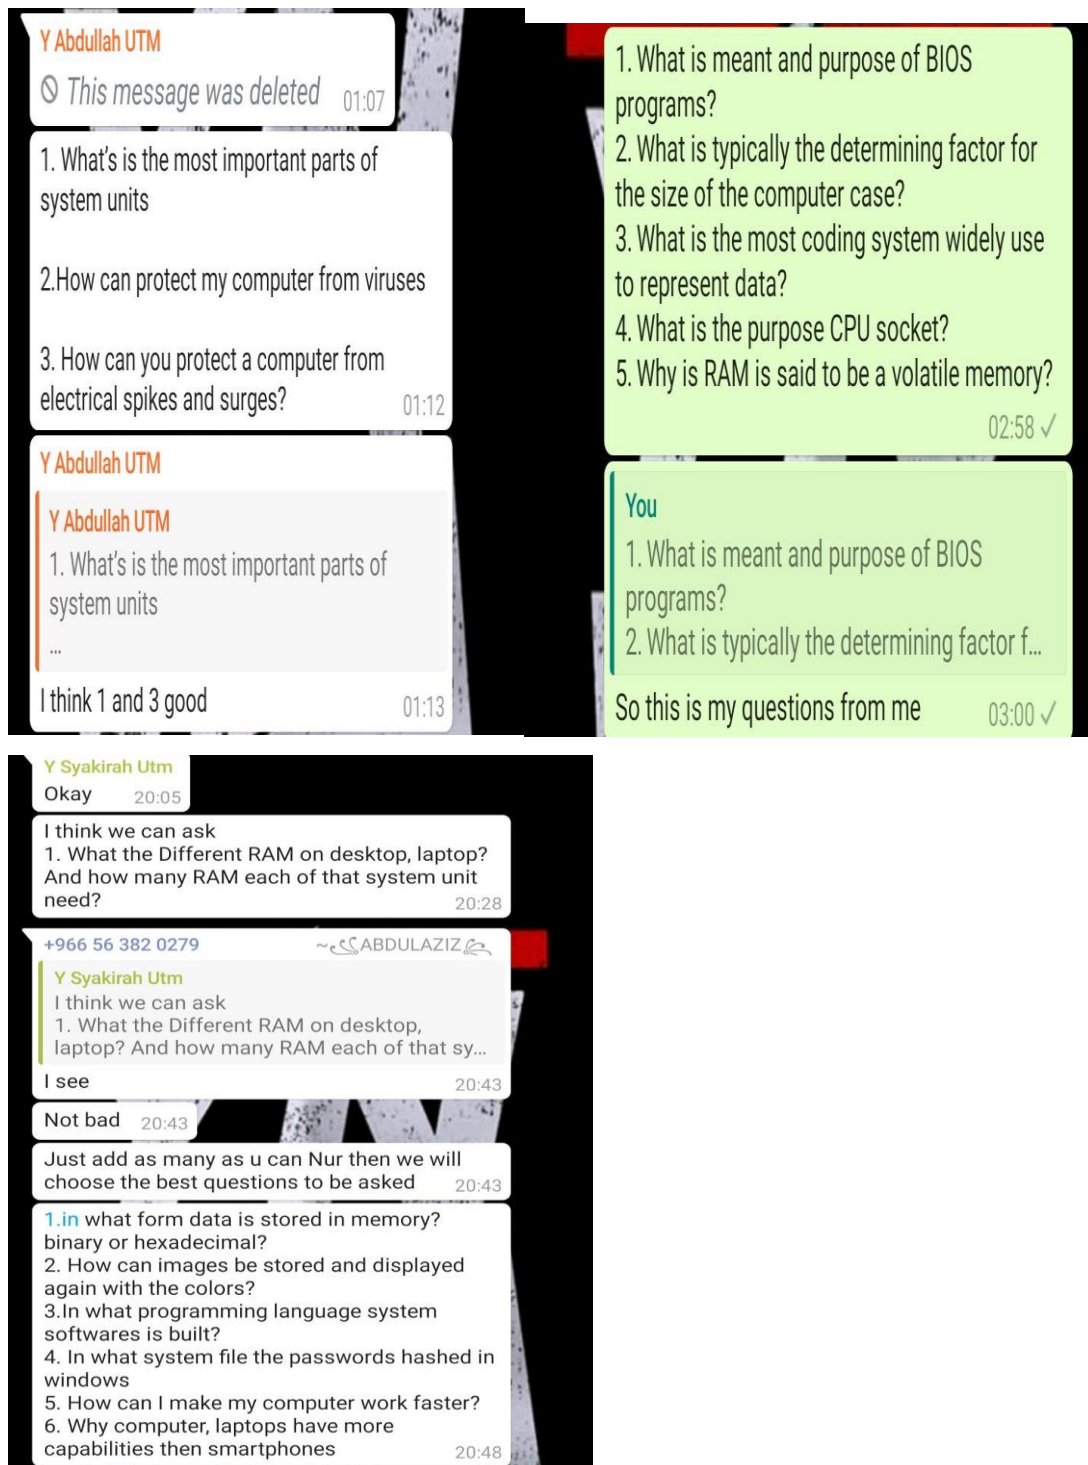 Y Abdullah UTM
This message was deleted 01:07
1. What's is the most important parts of
system units
2.How can protect my computer from viruses
3. How can you protect a computer from
electrical spikes and surges? 01:12
Y Abdullah UTM
Y Abdullah UTM
1. What's is the most important parts of
system units
...
I think 1 and 3 good 01:13
1. What is meant and purpose of BIOS
programs?
2. What is typically the determining factor for
the size of the computer case?
3. What is the most coding system widely use
to represent data?
4. What is the purpose CPU socket?
5. Why is RAM is said to be a volatile memory?
02:58
You
1. What is meant and purpose of BIOS
programs?
2. What is typically the determining factor f...
So this is my questions from me 03:00
Y Syakirah Utm
Okay 20:05
I think we can ask
1. What the Different RAM on desktop, laptop?
And how many RAM each of that system unit
need? 20:28
+966 56 382 0279 ~ABDULAZIZ
Y Syakirah Utm
I think we can ask
1. What the Different RAM on desktop,
laptop? And how many RAM each of that sy...
I see 20:43
Not bad 20:43
Just add as many as u can Nur then we will
choose the best questions to be asked 20:43
1.in what form data is stored in memory?
binary or hexadecimal?
2. How can images be stored and displayed
again with the colors?
3.In what programming language system
softwares is built?
4. In what system file the passwords hashed in
windows
5. How can I make my computer work faster?
6. Why computer, laptops have more
capabilities then smartphones 20:48